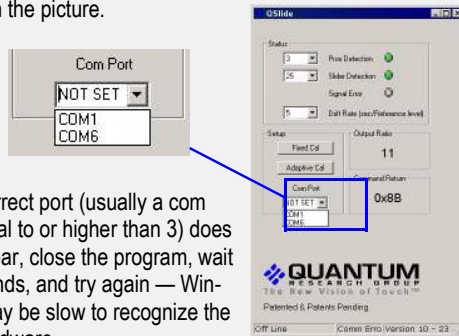 n the picture.
Com Port
NOT SET
COM1
COM6
rrect port (usually a com
al to or higher than 3) does
ar, close the program, wait
nds, and try again — Win-
ay be slow to recognize the
dware.
QSlide
Status
3 Prox Detection
25 Slider Detection
Signal Error
5 Drift Rate (sec/Reference level)
Setup
Fixed Cal
Adaptive Cal
Output Ratio
11
Com Port
NOT SET
COM1
COM6
Command Return
0x8B
QUANTUM
RESEARCH GROUP
The New Vision of Touch™
Patented & Patents Pending
Off Line Comm Erro Version 10 - 23